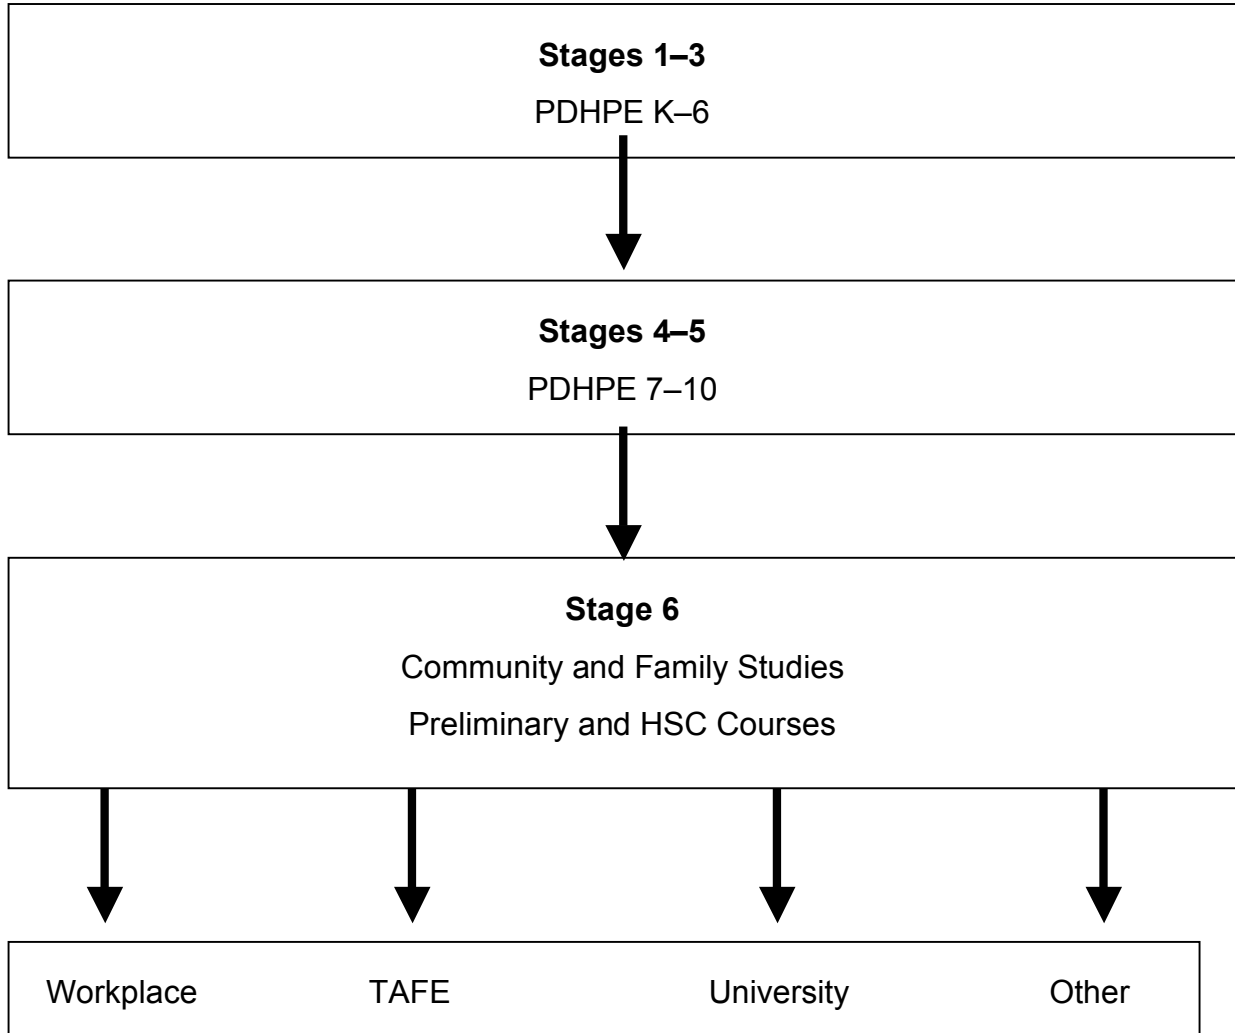 Stages 1–3
PDHPE K–6
Stages 4–5
PDHPE 7–10
Stage 6
Community and Family Studies
Preliminary and HSC Courses
Workplace TAFE University Other